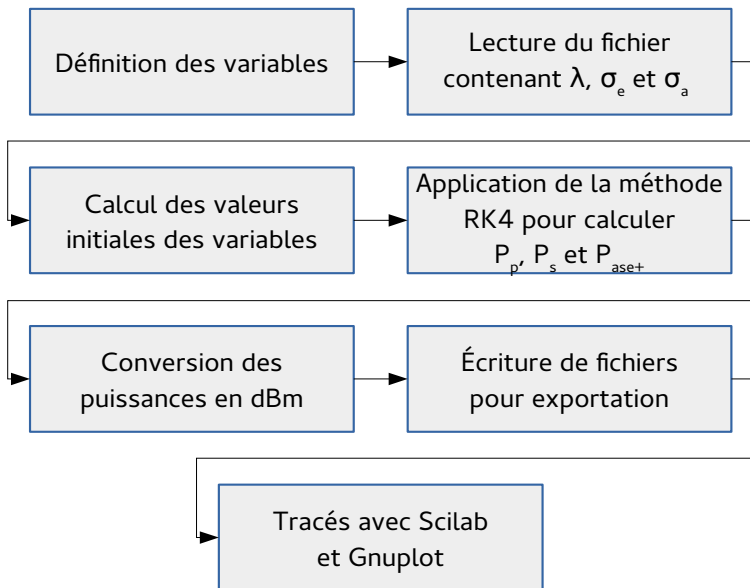 Définition des variables
Lecture du fichier
contenant λ, σe et σa
Calcul des valeurs
initiales des variables
Application de la méthode
RK4 pour calculer
Pp, Ps et Pase+
Conversion des
puissances en dBm
Écriture de fichiers
pour exportation
Tracés avec Scilab
et Gnuplot